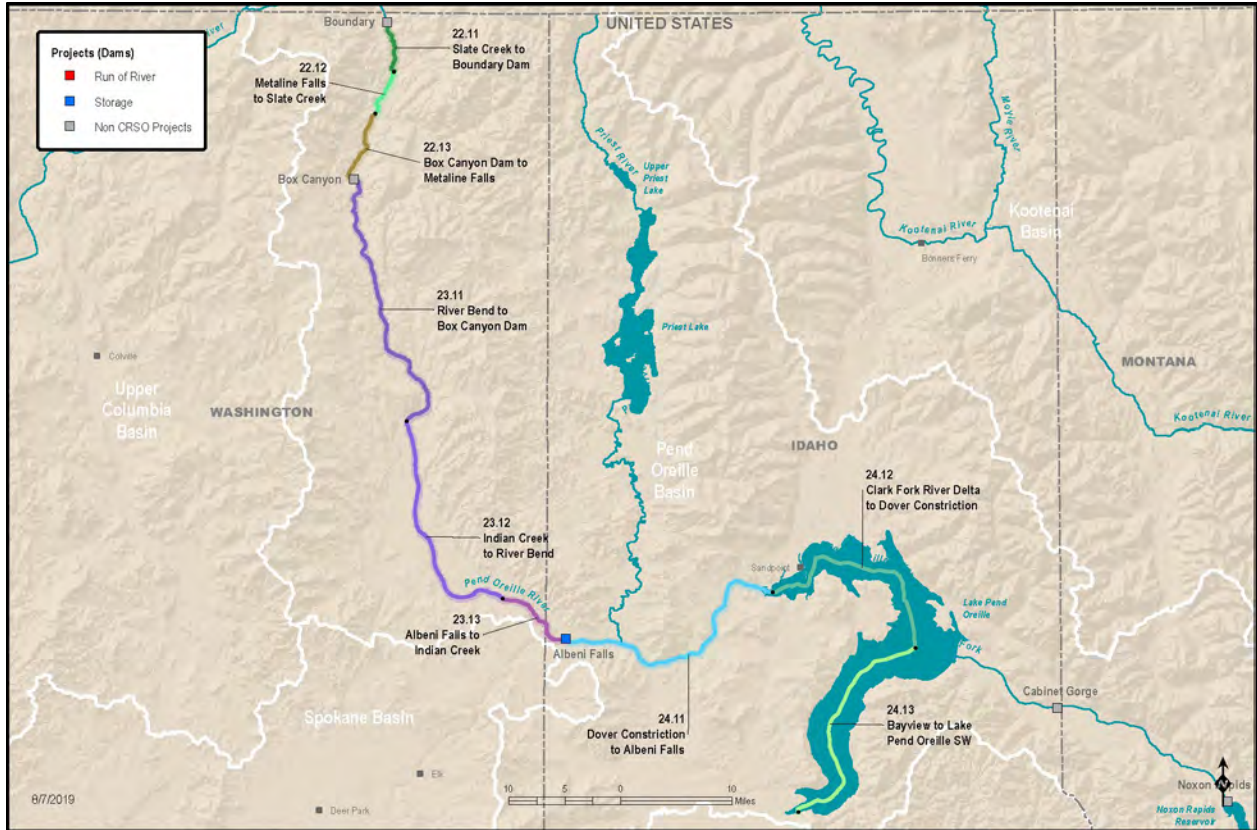 UNITED STATES
Boundary
River
Projects (Dams)
Run of River
Storage
Non CRSO Projects
22.11
Slate Creek to
Boundary Dam
22.12
Metaline Falls
to Slate Creek
22.13
Box Canyon Dam to
Metaline Falls
Box Canyon
Priest River
Upper
Priest
Lake
Moyie River
Kootenai River
Kootenai
Basin
Bonners Ferry
23.11
River Bend to
Box Canyon Dam
Priest Lake
Colville
Upper
Columbia
Basin
WASHINGTON
MONTANA
Kootenai River
IDAHO
Pend
Oreille
Basin
24.12
Clark Fork River Delta
to Dover Constriction
23.12
Indian Creek
to River Bend
Sandpoint
Pend Oreille River
Lake Pend
Oreille
Fork
23.13
Albeni Falls to
Indian Creek
Albeni Falls
24.11
Dover Constriction
to Albeni Falls
24.13
Bayview to Lake
Pend Oreille SW
Cabinet Gorge
Spokane Basin
Elk
Deer Park
8/7/2019
10 5 0 10
Miles
N
Noxon Rapids
Noxon Rapids
Reservoir